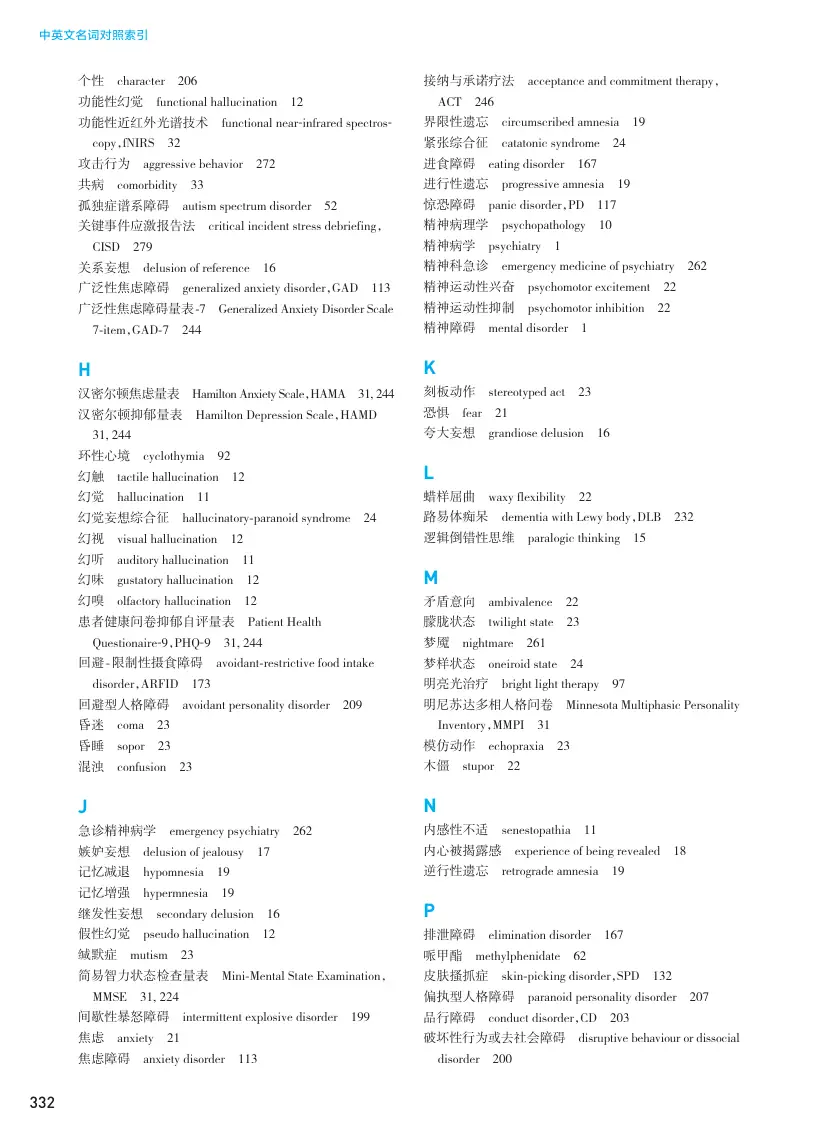 中英文名词对照索引
个性 character 206
功能性幻觉 functional hallucination 12
功能性近红外光谱技术 functional near-infrared spectros-
copy,fNIRS 32
攻击行为 aggressive behavior 272
共病 comorbidity 33
孤独症谱系障碍 autism spectrum disorder 52
关键事件应激报告法 critical incident stress debriefing,
CISD 279
关系妄想 delusion of reference 16
广泛性焦虑障碍 generalized anxiety disorder,GAD 113
广泛性焦虑障碍量表-7 Generalized Anxiety Disorder Scale
7-item,GAD-7 244
H
汉密尔顿焦虑量表 Hamilton Anxiety Scale,HAMA 31,244
汉密尔顿抑郁量表 Hamilton Depression Scale,HAMD
31,244
环性心境 cyclothymia 92
幻触 tactile hallucination 12
幻觉 hallucination 11
幻觉妄想综合征 hallucinatory-paranoid syndrome 24
幻视 visual hallucination 12
幻听 auditory hallucination 11
幻味 gustatory hallucination 12
幻嗅 olfactory hallucination 12
患者健康问卷抑郁自评量表 Patient Health
Questionaire-9,PHQ-9 31,244
回避-限制性摄食障碍 avoidant-restrictive food intake
disorder,ARFID 173
回避型人格障碍 avoidant personality disorder 209
昏迷 coma 23
昏睡 sopor 23
混浊 confusion 23
J
急诊精神病学 emergency psychiatry 262
嫉妒妄想 delusion of jealousy 17
记忆减退 hypomnesia 19
记忆增强 hypermnesia 19
继发性妄想 secondary delusion 16
假性幻觉 pseudo hallucination 12
缄默症 mutism 23
简易智力状态检查量表 Mini-Mental State Examination,
MMSE 31,224
间歇性暴怒障碍 intermittent explosive disorder 199
焦虑 anxiety 21
焦虑障碍 anxiety disorder 113
接纳与承诺疗法 acceptance and commitment therapy,
ACT 246
界限性遗忘 circumscribed amnesia 19
紧张综合征 catatonic syndrome 24
进食障碍 eating disorder 167
进行性遗忘 progressive amnesia 19
惊恐障碍 panic disorder,PD 117
精神病理学 psychopathology 10
精神病学 psychiatry 1
精神科急诊 emergency medicine of psychiatry 262
精神运动性兴奋 psychomotor excitement 22
精神运动性抑制 psychomotor inhibition 22
精神障碍 mental disorder 1
K
刻板动作 stereotyped act 23
恐惧 fear 21
夸大妄想 grandiose delusion 16
L
蜡样屈曲 waxy flexibility 22
路易体痴呆 dementia with Lewy body,DLB 232
逻辑倒错性思维 paralogic thinking 15
M
矛盾意向 ambivalence 22
朦胧状态 twilight state 23
梦魇 nightmare 261
梦样状态 oneiroid state 24
明亮光治疗 bright light therapy 97
明尼苏达多相人格问卷 Minnesota Multiphasic Personality
Inventory,MMPI 31
模仿动作 echopraxia 23
木僵 stupor 22
N
内感性不适 senestopathia 11
内心被揭露感 experience of being revealed 18
逆行性遗忘 retrograde amnesia 19
P
排泄障碍 elimination disorder 167
哌甲酯 methylphenidate 62
皮肤搔抓症 skin-picking disorder,SPD 132
偏执型人格障碍 paranoid personality disorder 207
品行障碍 conduct disorder,CD 203
破坏性行为或去社会障碍 disruptive behaviour or dissocial
disorder 200
332